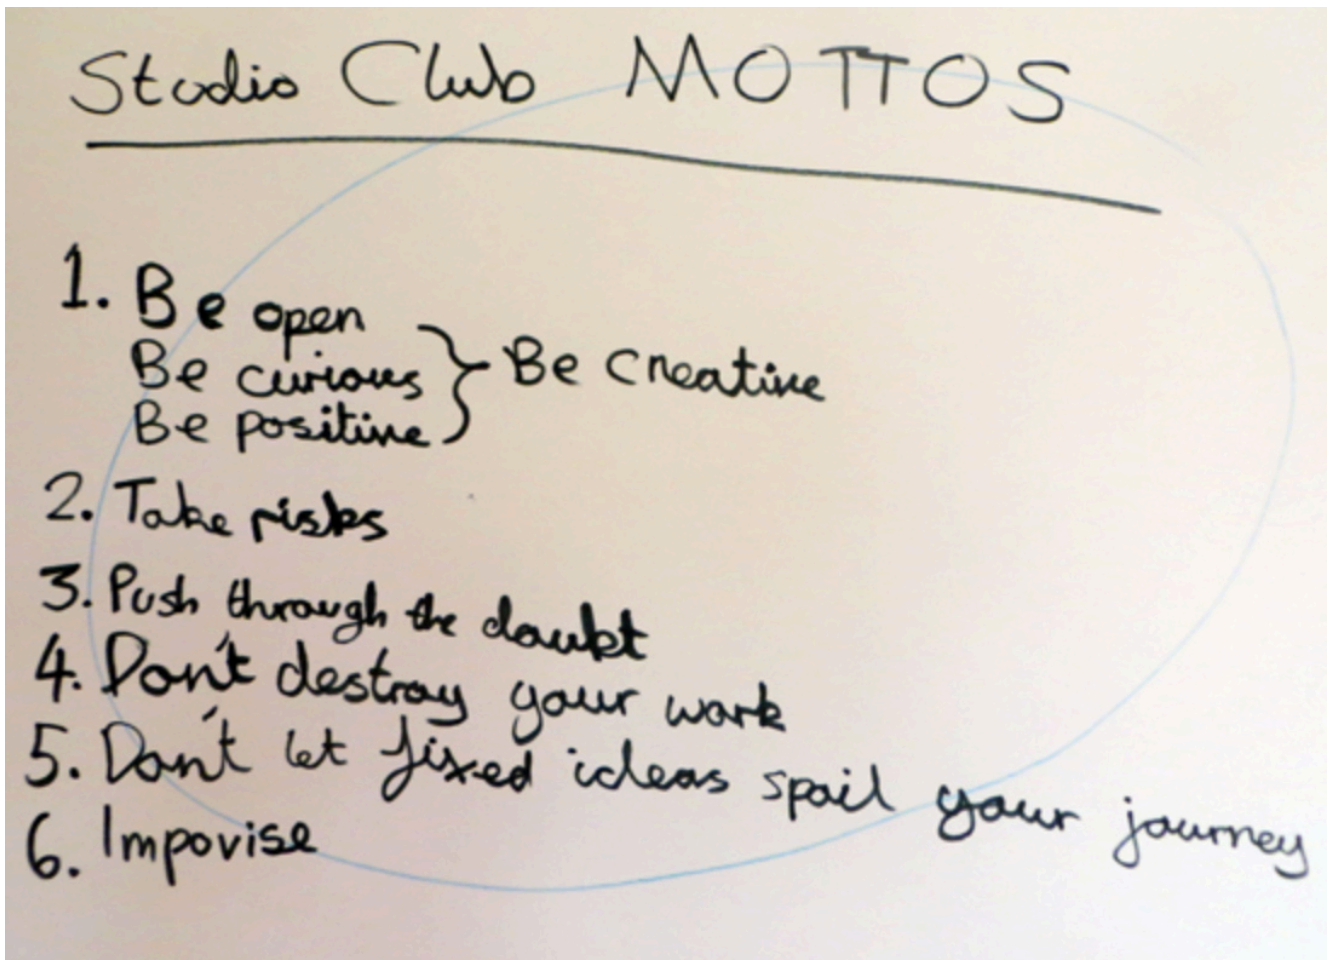 Studio Club MOTTOS
1. Be open
Be curious } Be creative
Be positive
2. Take risks
3. Push through the doubt
4. Don't destroy your work
5. Don't let fixed ideas spoil your journey
6. Impovise